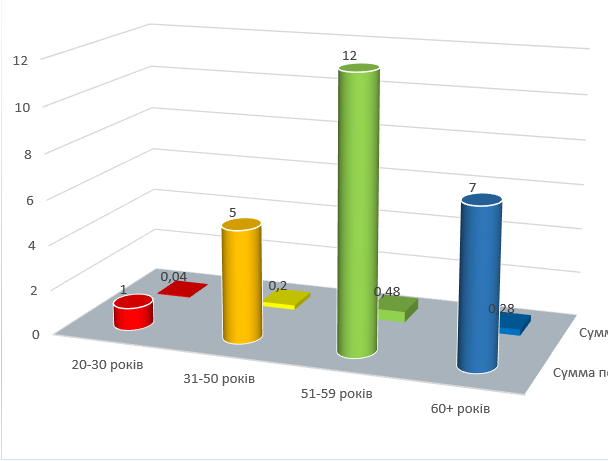 12
10
8
6
4
2
0
1
0,04
5
0,2
12
0,48
7
0,28
20-30 років
31-50 років
51-59 років
60+ років
Сумм
Сумма по